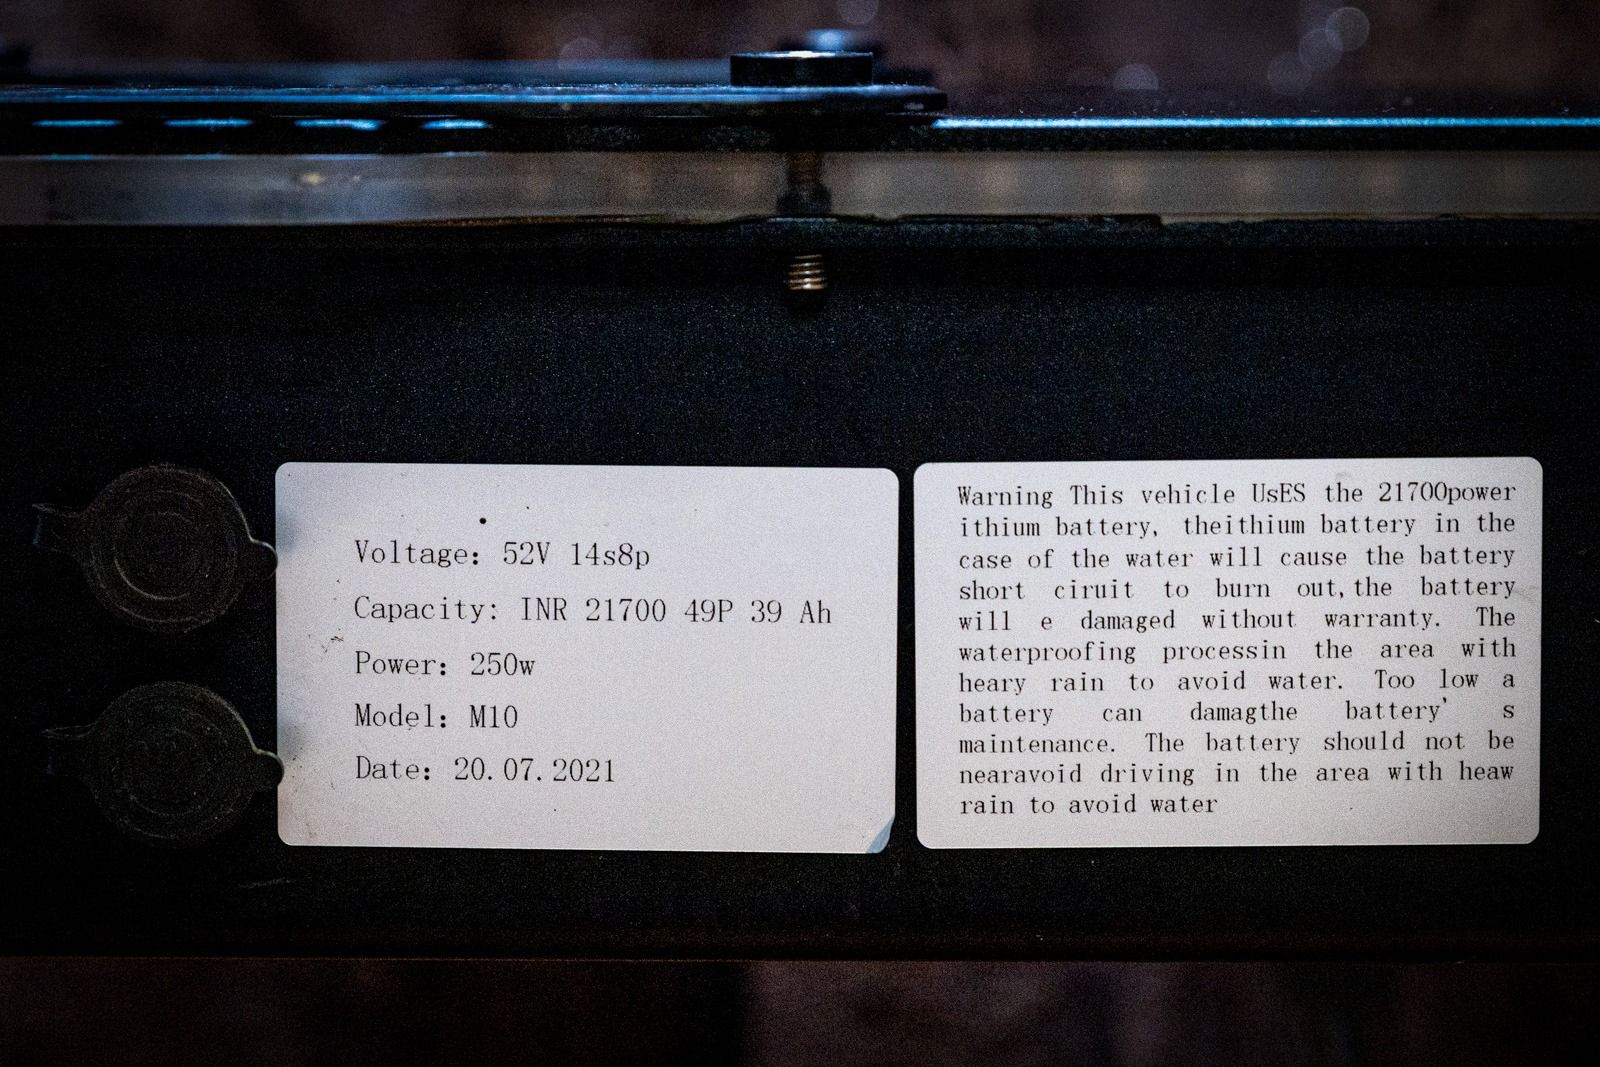 Voltage: 52V 14s8p
Capacity: INR 21700 49P 39 Ah
Power: 250w
Model: M10
Date: 20.07.2021
Warning This vehicle UsES the 21700power
ithium battery, theithium battery in the
case of the water will cause the battery
short ciruit to burn out,the battery
will e damaged without warranty. The
waterproofing processin the area with
heary rain to avoid water. Too low a
battery can damagthe battery' s
maintenance. The battery should not be
nearavoid driving in the area with heaw
rain to avoid water